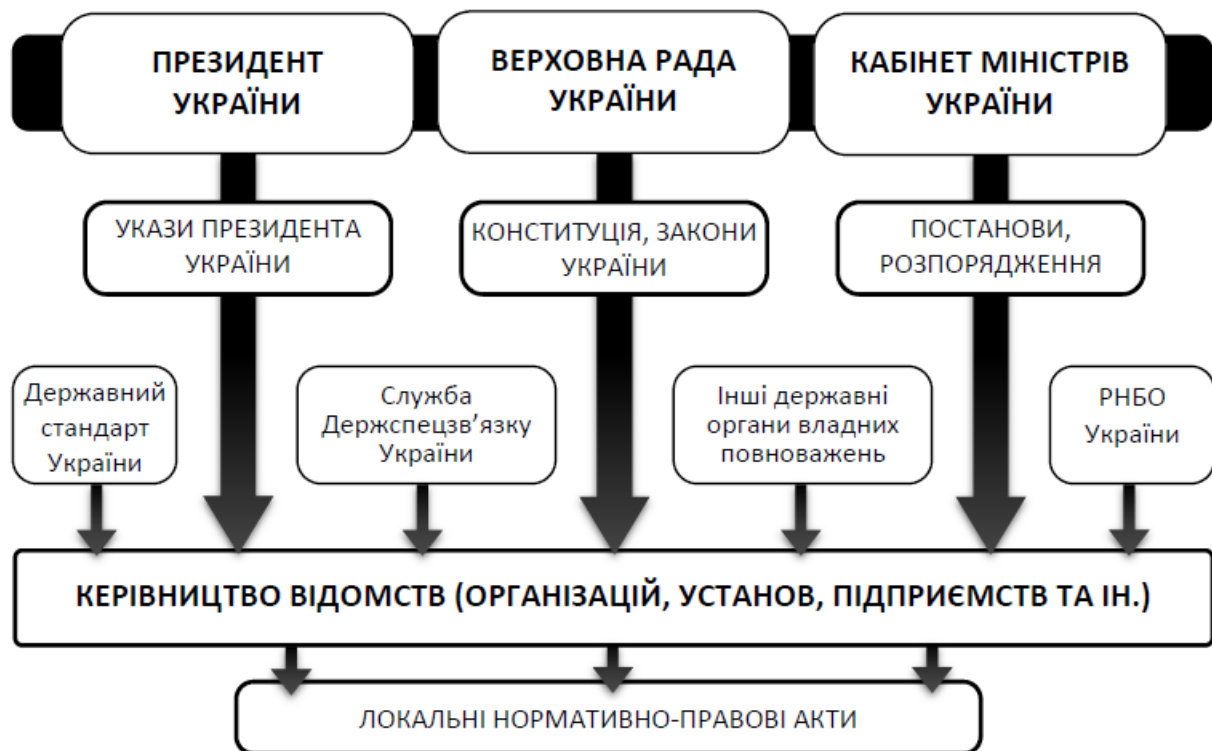 ПРЕЗИДЕНТ
УКРАЇНИ
ВЕРХОВНА РАДА
УКРАЇНИ
КАБІНЕТ МІНІСТРІВ
УКРАЇНИ
УКАЗИ ПРЕЗИДЕНТА
УКРАЇНИ
КОНСТИТУЦІЯ, ЗАКОНИ
УКРАЇНИ
ПОСТАНОВИ,
РОЗПОРЯДЖЕННЯ
Державний
стандарт
України
Служба
Держспецзв’язку
України
Інші державні
органи владних
повноважень
РНБО
України
КЕРІВНИЦТВО ВІДОМСТВ (ОРГАНІЗАЦІЙ, УСТАНОВ, ПІДПРИЄМСТВ ТА ІН.)
ЛОКАЛЬНІ НОРМАТИВНО-ПРАВОВІ АКТИ